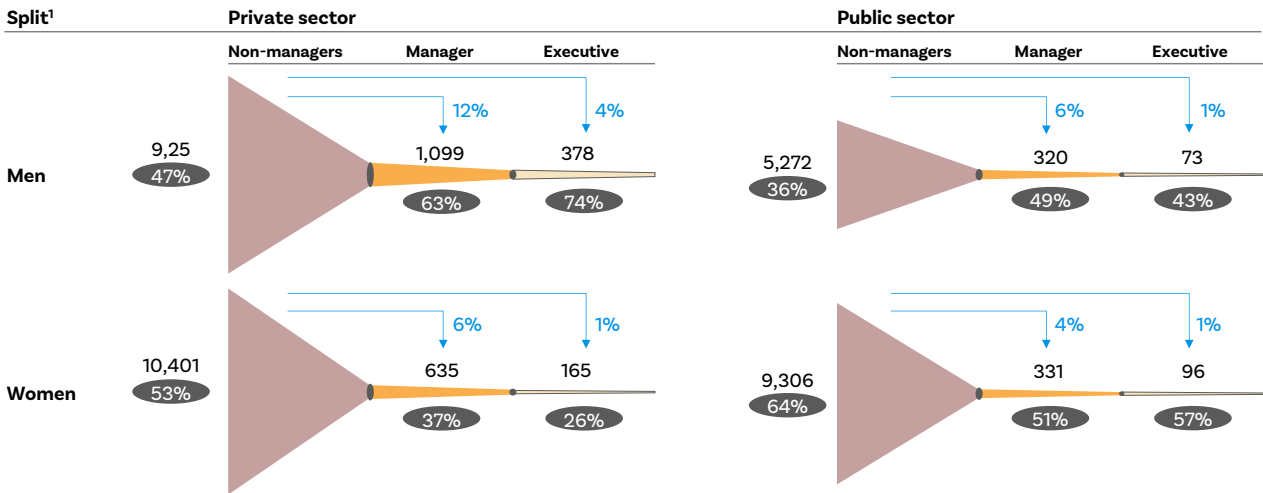 Split¹ Private sector Public sector
Non-managers Manager Executive Non-managers Manager Executive
12% 4% 6% 1%
9,25 1,099 378 5,272 320 73
Men 47% 63% 74% 36% 49% 43%
6% 1% 4% 1%
10,401 635 165 9,306 331 96
Women 53% 37% 26% 64% 51% 57%